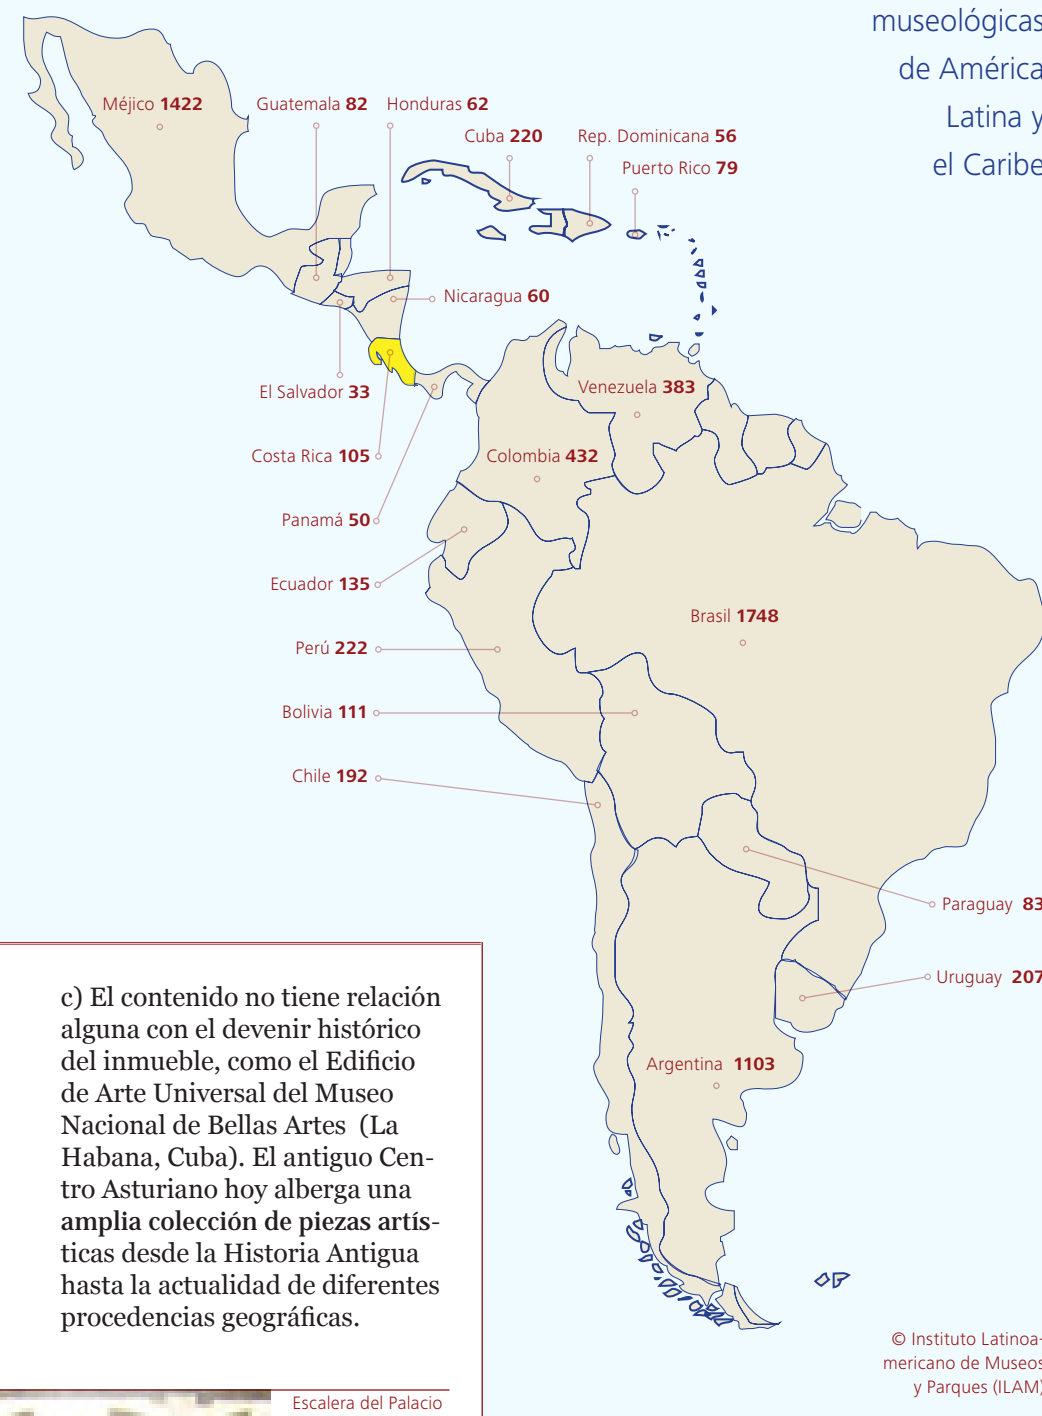 museológicas
de América
Latina y
el Caribe
Méjico 1422
Guatemala 82
Honduras 62
Cuba 220
Rep. Dominicana 56
Puerto Rico 79
Nicaragua 60
El Salvador 33
Venezuela 383
Costa Rica 105
Colombia 432
Panamá 50
Ecuador 135
Brasil 1748
Perú 222
Bolivia 111
Chile 192
Paraguay 83
Uruguay 207
Argentina 1103
c) El contenido no tiene relación
alguna con el devenir histórico
del inmueble, como el Edificio
de Arte Universal del Museo
Nacional de Bellas Artes (La
Habana, Cuba). El antiguo Cen-
tro Asturiano hoy alberga una
amplia colección de piezas artís-
ticas desde la Historia Antigua
hasta la actualidad de diferentes
procedencias geográficas.
© Instituto Latinoa-
mericano de Museos
y Parques (ILAM)
Escalera del Palacio